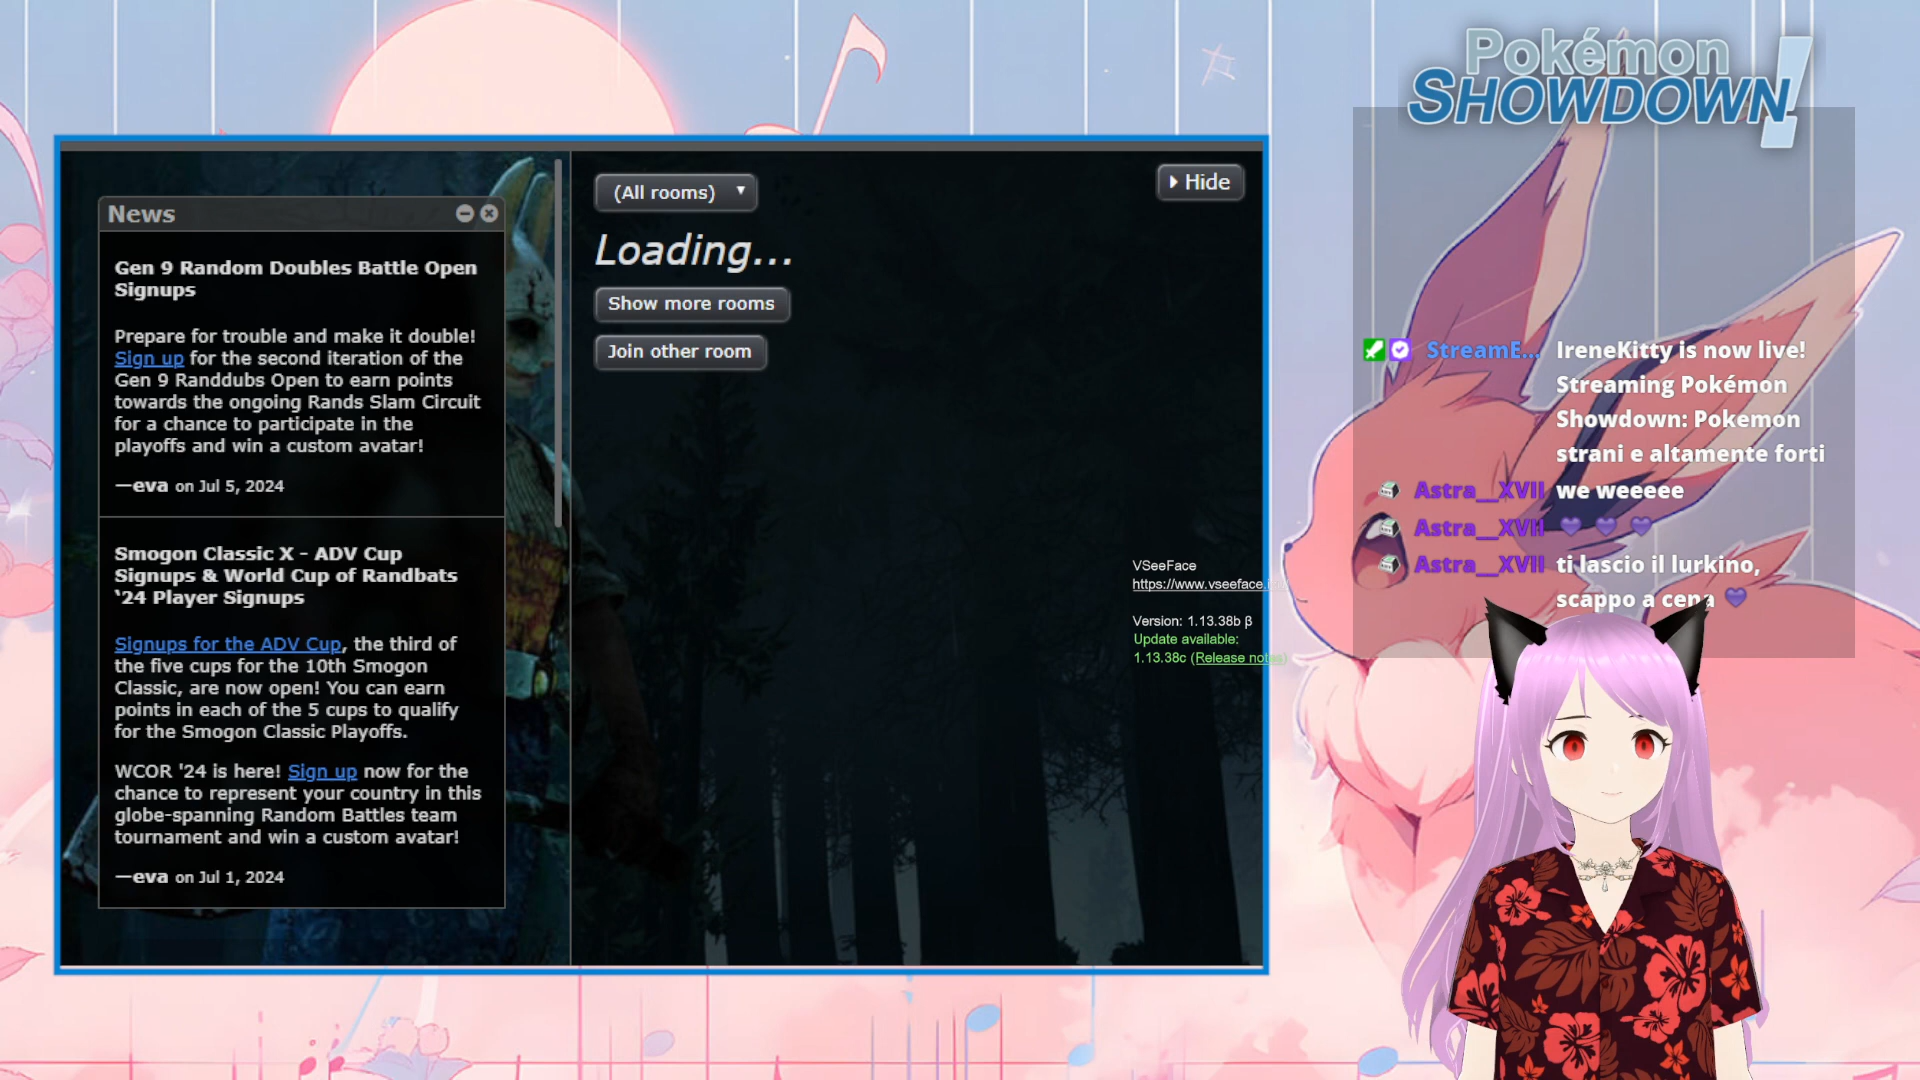 Pokémon
SHOWDOWN!
(All rooms)
Hide
News
Loading...
Gen 9 Random Doubles Battle Open
Signups
Show more rooms
Prepare for trouble and make it double!
Sign up for the second iteration of the
Gen 9 Randdubs Open to earn points
towards the ongoing Rands Slam Circuit
for a chance to participate in the
playoffs and win a custom avatar!
Join other room
—eva on Jul 5, 2024
Smogon Classic X - ADV Cup
Signups & World Cup of Randbats
'24 Player Signups
Signups for the ADV Cup, the third of
the five cups for the 10th Smogon
Classic, are now open! You can earn
points in each of the 5 cups to qualify
for the Smogon Classic Playoffs.
WCOR '24 is here! Sign up now for the
chance to represent your country in this
globe-spanning Random Battles team
tournament and win a custom avatar!
—eva on Jul 1, 2024
VSeeFace
https://www.vseeface.
Version: 1.13.38b β
Update available:
1.13.38c (Release notes)
StreamE... IreneKitty is now live!
Streaming Pokémon
Showdown: Pokemon
strani e altamente forti
Astra__XVII we weeeee
Astra__XVII 💜 💜 💜
Astra__XVII ti lascio il lurkino,
scappo a cena 💜